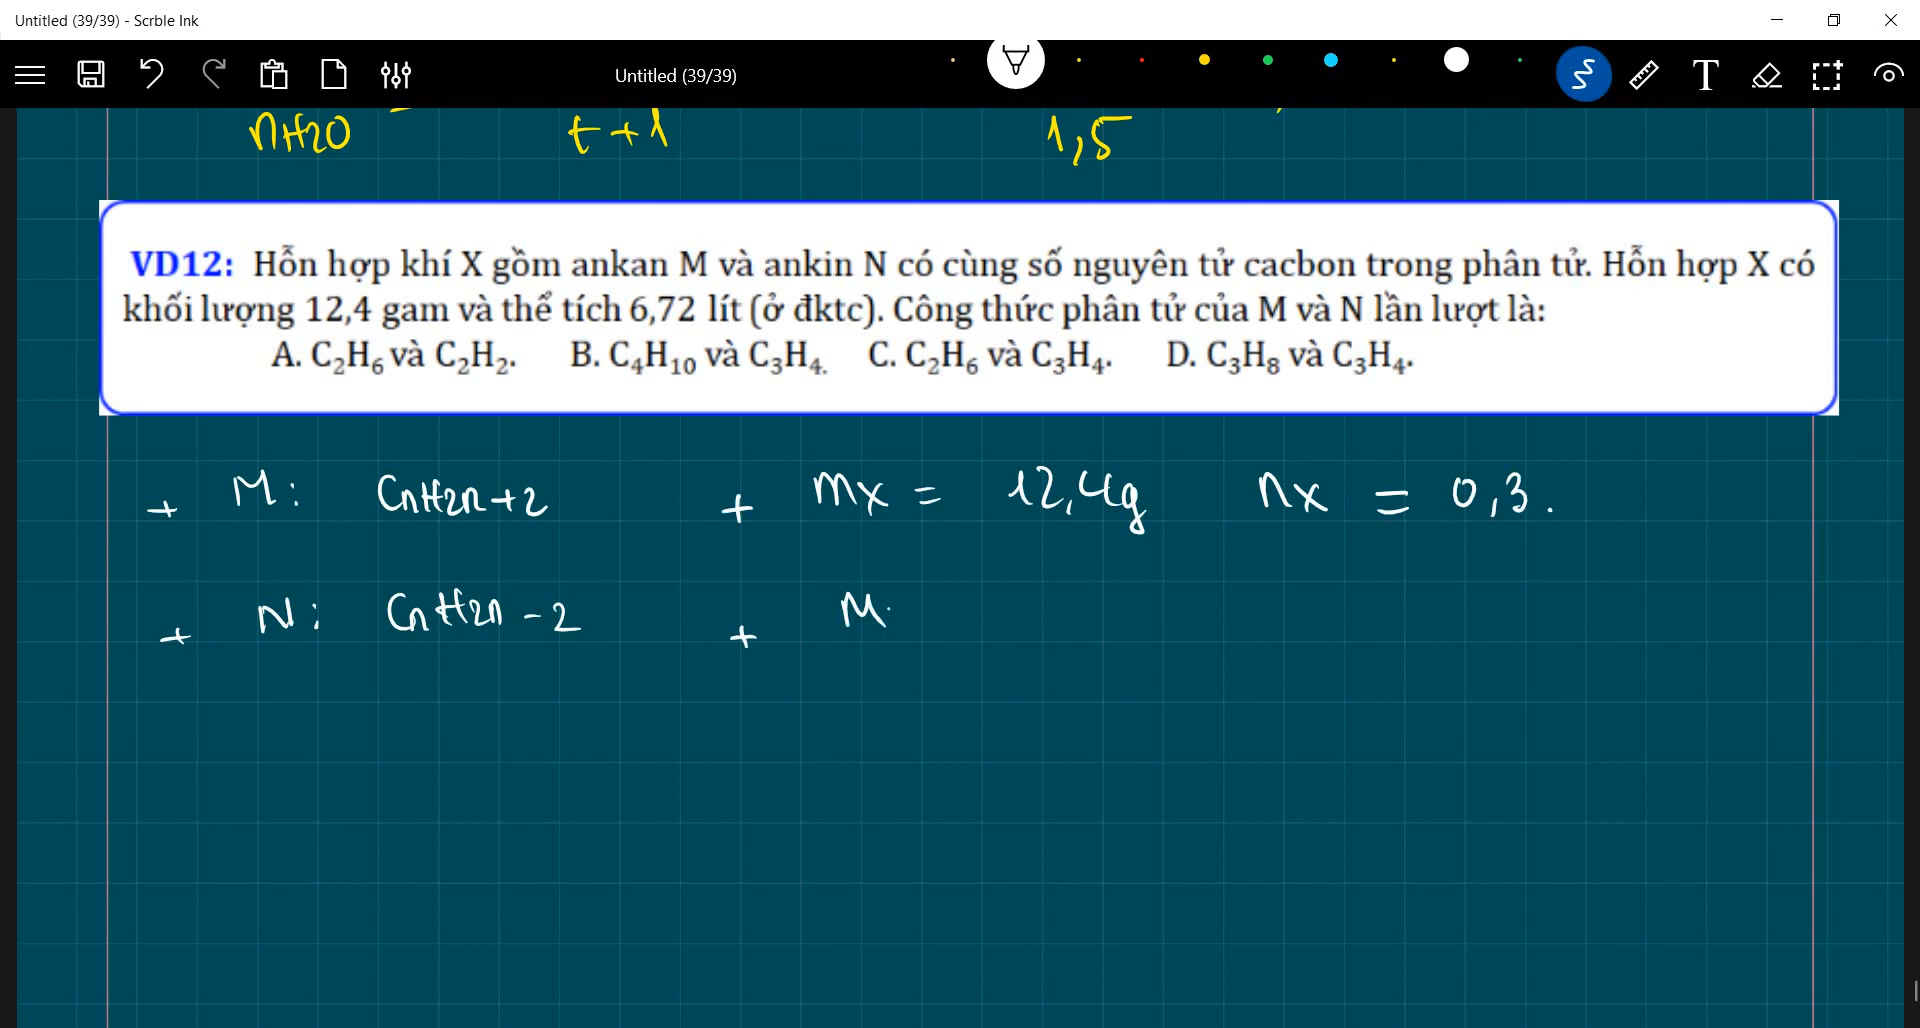 Untitled (39/39) - Scrble Ink
Untitled (39/39)
T
nH2O
t + 1
1,5
VD12: Hỗn hợp khí X gồm ankan M và ankin N có cùng số nguyên tử cacbon trong phân tử. Hỗn hợp X có
khối lượng 12,4 gam và thể tích 6,72 lít (ở đktc). Công thức phân tử của M và N lần lượt là:
A. C₂H₆ và C₂H₂. B. C₄H₁₀ và C₃H₄. C. C₂H₆ và C₃H₄. D. C₃H₈ và C₃H₄.
+ M: CnH2n+2 + mx = 12,4g nx = 0,3.
+ N: CnH2n - 2 + M.